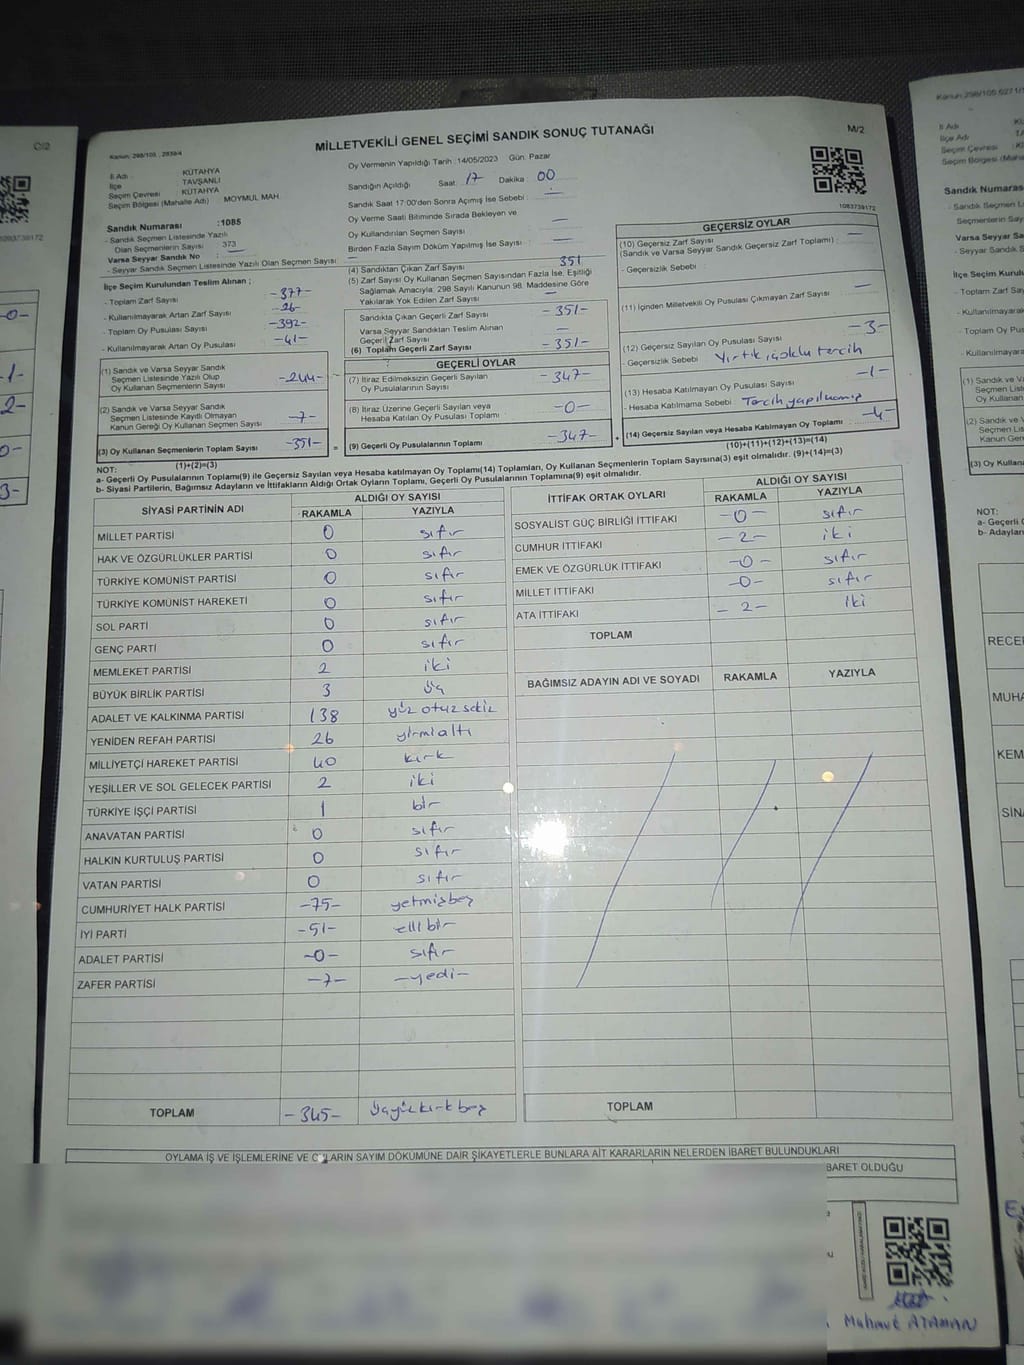 MİLLETVEKİLİ GENEL SEÇİMİ SANDIK SONUÇ TUTANAĞI
M/2
İl Adı : KÜTAHYA
İlçe : TAVŞANLI
Seçim Çevresi : KÜTAHYA
Seçim Bölgesi (Mahalle Adı) MOYMUL MAH.
Oy Vermenin Yapıldığı Tarih :14/05/2023 Gün: Pazar
Sandığın Açıldığı Saat: 17 Dakika : 00
Sandık Saat 17:00'den Sonra Açımış İse Sebebi : —
Oy Verme Saati Bitiminde Sırada Bekleyen ve
Oy Kullandırılan Seçmen Sayısı —
Birden Fazla Sayım Döküm Yapılmış İse Sayısı : —
1083739172
Sandık Numarası :1085
- Sandık Seçmen Listesinde Yazılı
Olan Seçmenlerin Sayısı 373
Varsa Seyyar Sandık No : —
- Seyyar Sandık Seçmen Listesinde Yazılı Olan Seçmen Sayısı —
İlçe Seçim Kurulundan Teslim Alınan ;
- Toplam Zarf Sayısı -377-
- Kullanılmayarak Artan Zarf Sayısı -26-
- Toplam Oy Pusulası Sayısı -392-
- Kullanılmayarak Artan Oy Pusulası -41-
(1) Sandık ve Varsa Seyyar Sandık
Seçmen Listesinde Yazılı Olup
Oy Kullanan Seçmenlerin Sayısı -244-
(2) Sandık ve Varsa Seyyar Sandık
Seçmen Listesinde Kayıtlı Olmayan
Kanun Gereği Oy Kullanan Seçmen Sayısı -7-
(3) Oy Kullanan Seçmenlerin Toplam Sayısı -351-
(1)+(2)=(3)
(4) Sandıktan Çıkan Zarf Sayısı 351
(5) Zarf Sayısı Oy Kullanan Seçmen Sayısından Fazla İse, Eşitliği
Sağlamak Amacıyla; 298 Sayılı Kanunun 98. Maddesine Göre
Yakılarak Yok Edilen Zarf Sayısı —
Sandıkta Çıkan Geçerli Zarf Sayısı -351-
Varsa Seyyar Sandıktan Teslim Alınan
Geçerli Zarf Sayısı —
(6) Toplam Geçerli Zarf Sayısı -351-
GEÇERLİ OYLAR
(7) İtiraz Edilmeksizin Geçerli Sayılan
Oy Pusulalarının Sayısı -347-
(8) İtiraz Üzerine Geçerli Sayılan veya
Hesaba Katılan Oy Pusulası Toplamı -0-
= (9) Geçerli Oy Pusulalarının Toplamı -347-
GEÇERSİZ OYLAR
(10) Geçersiz Zarf Sayısı —
(Sandık ve Varsa Seyyar Sandık Geçersiz Zarf Toplamı) :
- Geçersizlik Sebebi
(11) İçinden Milletvekili Oy Pusulası Çıkmayan Zarf Sayısı —
(12) Geçersiz Sayılan Oy Pusulası Sayısı -3-
- Geçersizlik Sebebi Yırtık, çoklu tercih
(13) Hesaba Katılmayan Oy Pusulası Sayısı -1-
- Hesaba Katılmama Sebebi : Tercih yapılmamış
+ (14) Geçersiz Sayılan veya Hesaba Katılmayan Oy Toplamı -4-
(10)+(11)+(12)+(13)=(14)
NOT:
a- Geçerli Oy Pusulalarının Toplamı(9) ile Geçersiz Sayılan veya Hesaba katılmayan Oy Toplamı(14) Toplamları, Oy Kullanan Seçmenlerin Toplam Sayısına(3) eşit olmalıdır. (9)+(14)=(3)
b- Siyasi Partilerin, Bağımsız Adayların ve İttifakların Aldığı Ortak Oyların Toplamı, Geçerli Oy Pusulalarının Toplamına(9) eşit olmalıdır.
SİYASİ PARTİNİN ADI ALDIĞI OY SAYISI
RAKAMLA YAZIYLA
MİLLET PARTİSİ 0 sıfır
HAK VE ÖZGÜRLÜKLER PARTİSİ 0 sıfır
TÜRKİYE KOMÜNİST PARTİSİ 0 sıfır
TÜRKİYE KOMÜNİST HAREKETİ 0 sıfır
SOL PARTİ 0 sıfır
GENÇ PARTİ 0 sıfır
MEMLEKET PARTİSİ 2 iki
BÜYÜK BİRLİK PARTİSİ 3 üç
ADALET VE KALKINMA PARTİSİ 138 yüz otuz sekiz
YENİDEN REFAH PARTİSİ 26 yirmialtı
MİLLİYETÇİ HAREKET PARTİSİ 40 kırk
YEŞİLLER VE SOL GELECEK PARTİSİ 2 iki
TÜRKİYE İŞÇİ PARTİSİ 1 bir
ANAVATAN PARTİSİ 0 sıfır
HALKIN KURTULUŞ PARTİSİ 0 sıfır
VATAN PARTİSİ 0 sıfır
CUMHURİYET HALK PARTİSİ -75- yetmişbeş
İYİ PARTİ -51- elli bir
ADALET PARTİSİ -0- sıfır
ZAFER PARTİSİ -7- -yedi-
TOPLAM -345- üçyüzkırkbeş
İTTİFAK ORTAK OYLARI ALDIĞI OY SAYISI
RAKAMLA YAZIYLA
SOSYALİST GÜÇ BİRLİĞİ İTTİFAKI -0- sıfır
CUMHUR İTTİFAKI -2- iki
EMEK VE ÖZGÜRLÜK İTTİFAKI -0- sıfır
MİLLET İTTİFAKI -0- sıfır
ATA İTTİFAKI -2- iki
TOPLAM
BAĞIMSIZ ADAYIN ADI VE SOYADI RAKAMLA YAZIYLA
TOPLAM
OYLAMA İŞ VE İŞLEMLERİNE VE OYLARIN SAYIM DÖKÜMÜNE DAİR ŞİKAYETLERLE BUNLARA AİT KARARLARIN NELERDEN İBARET BULUNDUKLARI
BARET OLDUĞU
Mahmut ATAMAN
C/2
-0-
-1-
2-
0-
3-
İl Adı
İlçe Adı
Seçim Çevresi
Sandık Numaras
NOT:
RECE
MUHA
KEM
SİN